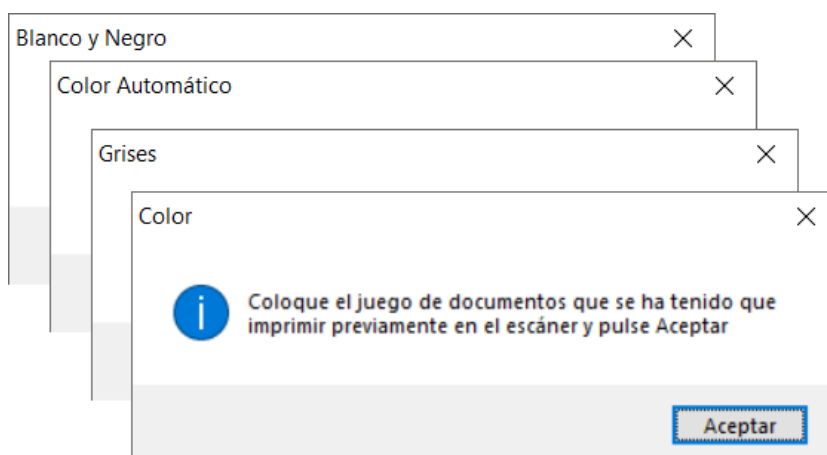 Blanco y Negro
Color Automático
Grises
Color
Coloque el juego de documentos que se ha tenido que
imprimir previamente en el escáner y pulse Aceptar
Aceptar